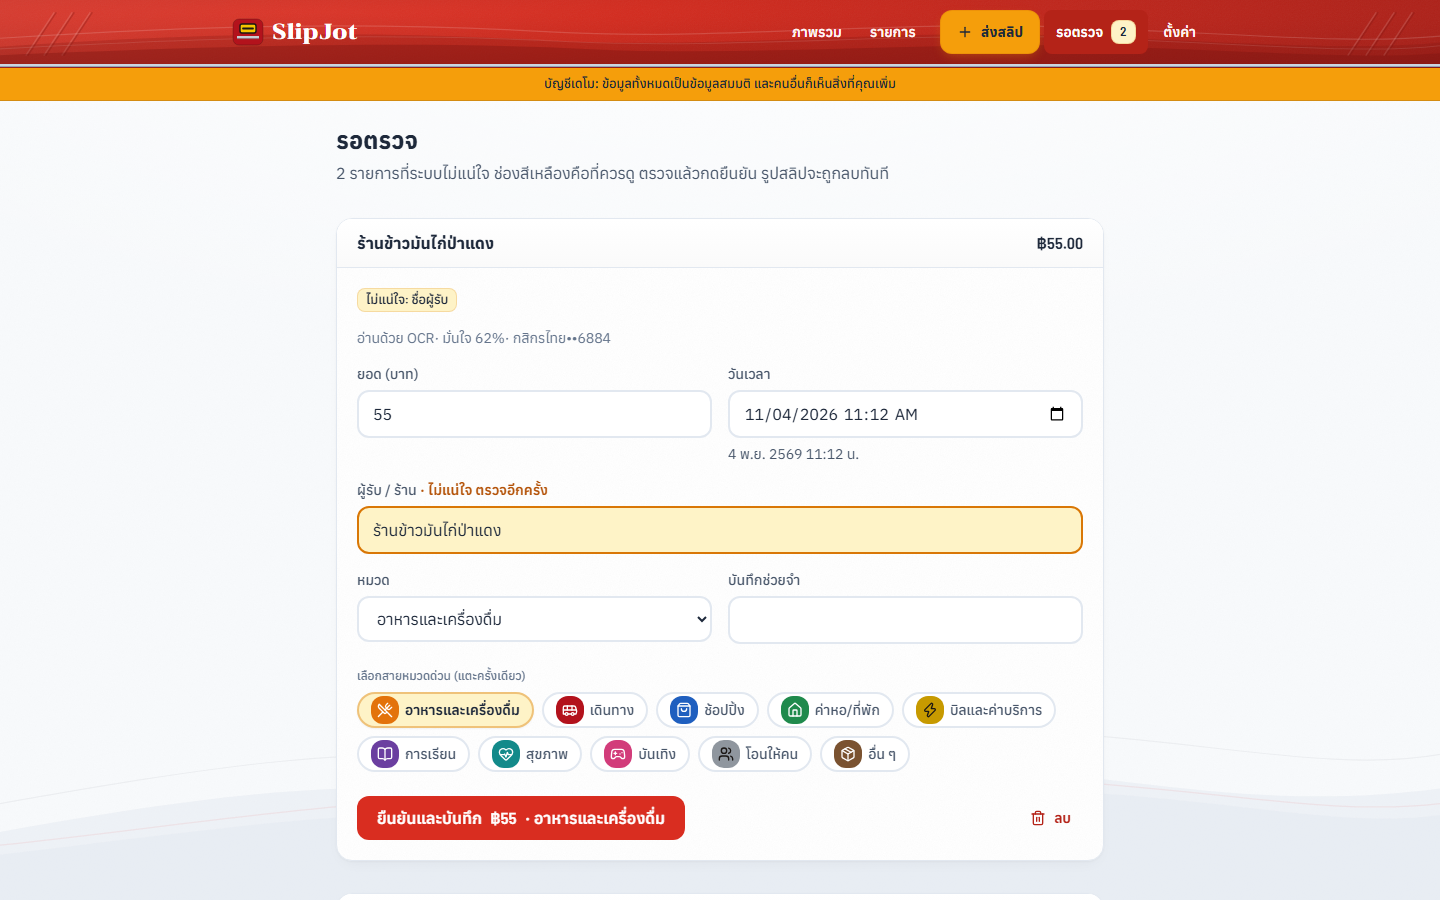 SlipJot
ภาพรวม
รายการ
+ ส่งสลิป
รอตรวจ 2
ตั้งค่า
บัญชีเดโม: ข้อมูลทั้งหมดเป็นข้อมูลสมมติ และคนอื่นก็เห็นสิ่งที่คุณเพิ่ม
รอตรวจ
2 รายการที่ระบบไม่แน่ใจ ช่องสีเหลืองคือที่ควรดู ตรวจแล้วกดยืนยัน รูปสลิปจะถูกลบทันที
ร้านข้าวมันไก่ป่าแดง ฿55.00
ไม่แน่ใจ: ชื่อผู้รับ
อ่านด้วย OCR· มั่นใจ 62%· กสิกรไทย••6884
ยอด (บาท) วันเวลา
55 11/04/2026 11:12 AM
4 พ.ย. 2569 11:12 น.
ผู้รับ / ร้าน · ไม่แน่ใจ ตรวจอีกครั้ง
ร้านข้าวมันไก่ป่าแดง
หมวด บันทึกช่วยจำ
อาหารและเครื่องดื่ม
เลือกสายหมวดด่วน (แตะครั้งเดียว)
อาหารและเครื่องดื่ม เดินทาง ช้อปปิ้ง ค่าหอ/ที่พัก บิลและค่าบริการ
การเรียน สุขภาพ บันเทิง โอนให้คน อื่น ๆ
ยืนยันและบันทึก ฿55 · อาหารและเครื่องดื่ม ลบ